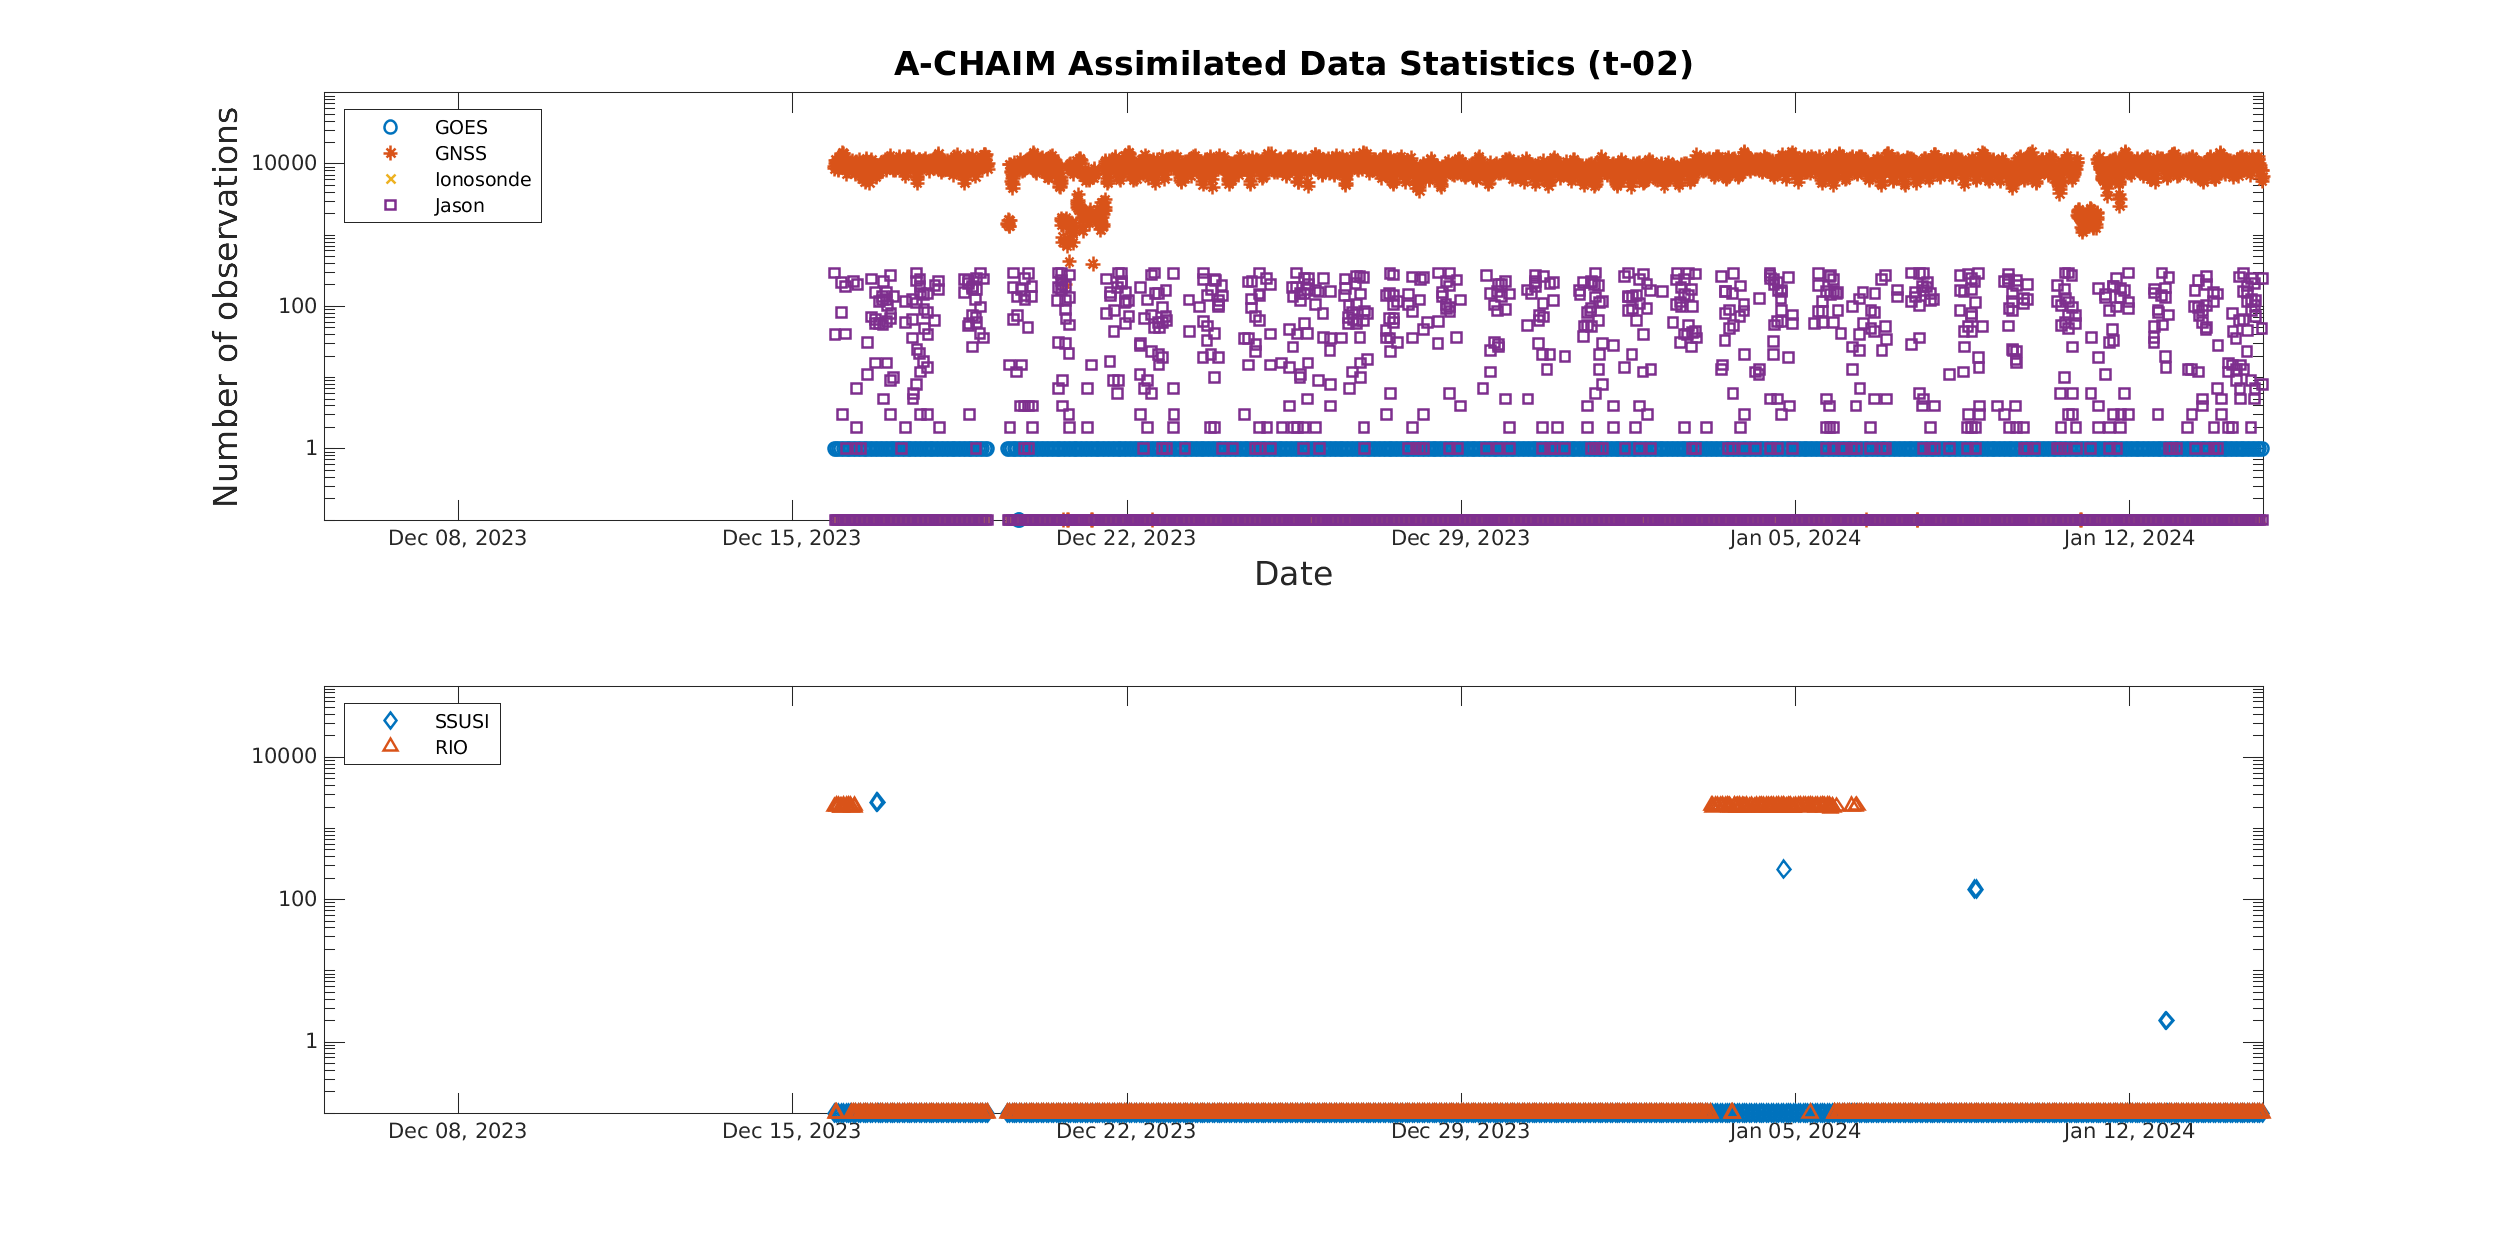 A-CHAIM Assimilated Data Statistics (t-02)
Number of observations
10000
100
1
GOES
GNSS
Ionosonde
Jason
Dec 08, 2023
Dec 15, 2023
Dec 22, 2023
Dec 29, 2023
Jan 05, 2024
Jan 12, 2024
Date
10000
100
1
SSUSI
RIO
Dec 08, 2023
Dec 15, 2023
Dec 22, 2023
Dec 29, 2023
Jan 05, 2024
Jan 12, 2024